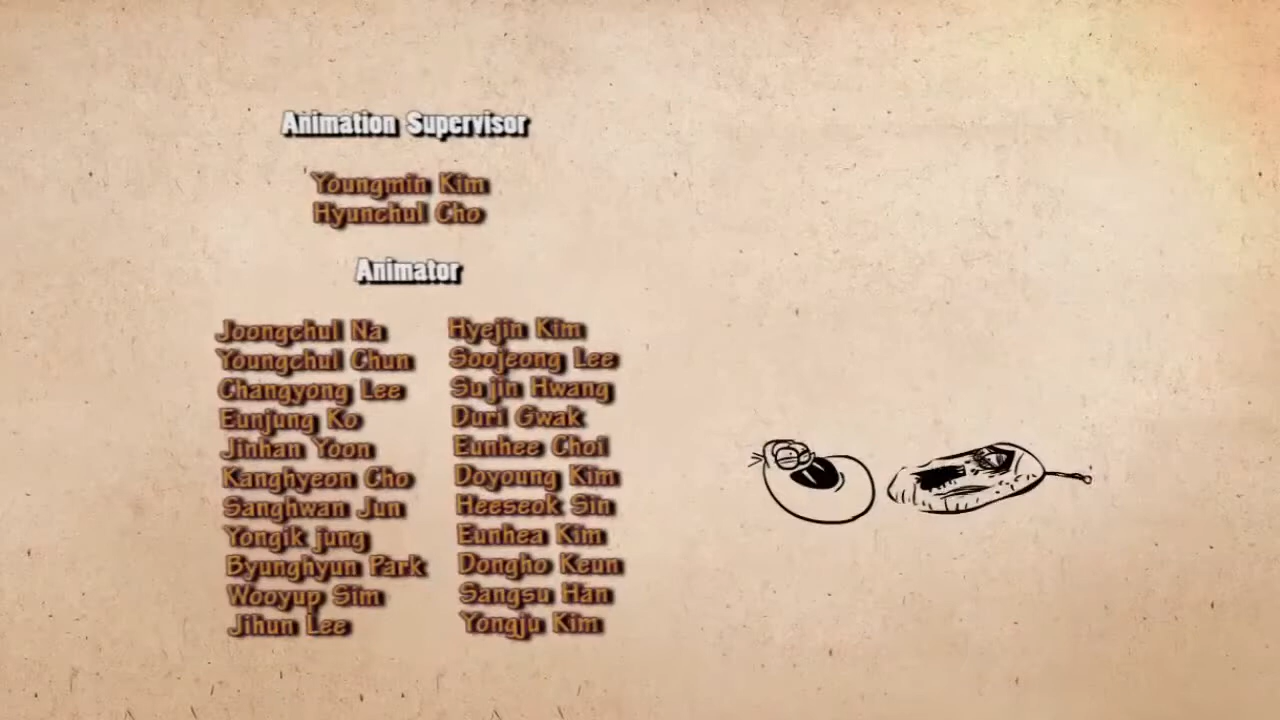 Animation Supervisor
Youngmin Kim
Hyunchul Cho
Animator
Joongchul Na
Youngchul Chun
Changyong Lee
Eunjung Ko
Jinhan Yoon
Kanghyeon Cho
Sanghwan Jun
Yongik jung
Byunghyun Park
Wooyup Sim
Jihun Lee
Hyejin Kim
Soojeong Lee
Sujin Hwang
Duri Gwak
Eunhee Choi
Doyoung Kim
Heeseok Sin
Eunhea Kim
Dongho Keun
Sangsu Han
Yongju Kim